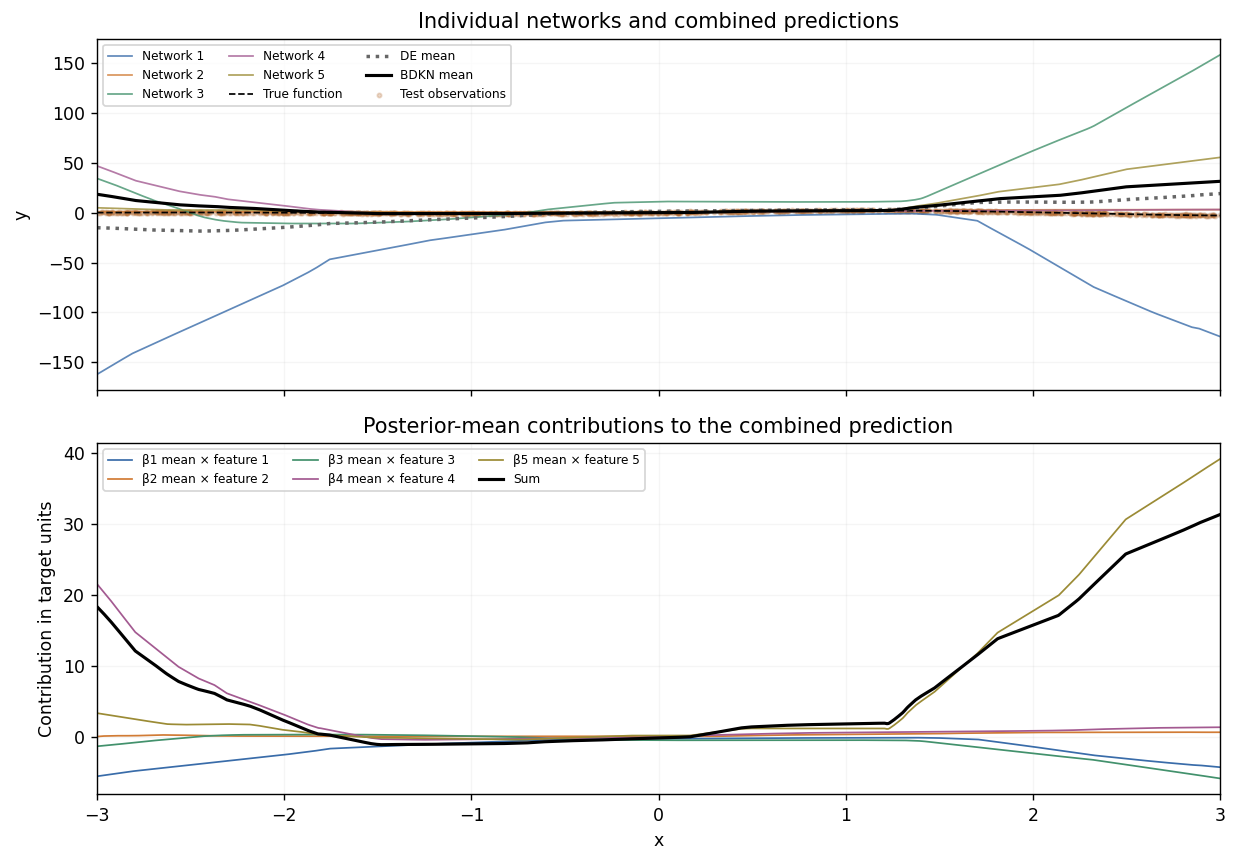 Individual networks and combined predictions
Network 1
Network 2
Network 3
Network 4
Network 5
True function
DE mean
BDKN mean
Test observations
y
150
100
50
0
−50
−100
−150
Posterior-mean contributions to the combined prediction
β1 mean × feature 1
β2 mean × feature 2
β3 mean × feature 3
β4 mean × feature 4
β5 mean × feature 5
Sum
Contribution in target units
40
30
20
10
0
−3
−2
−1
0
1
2
3
x